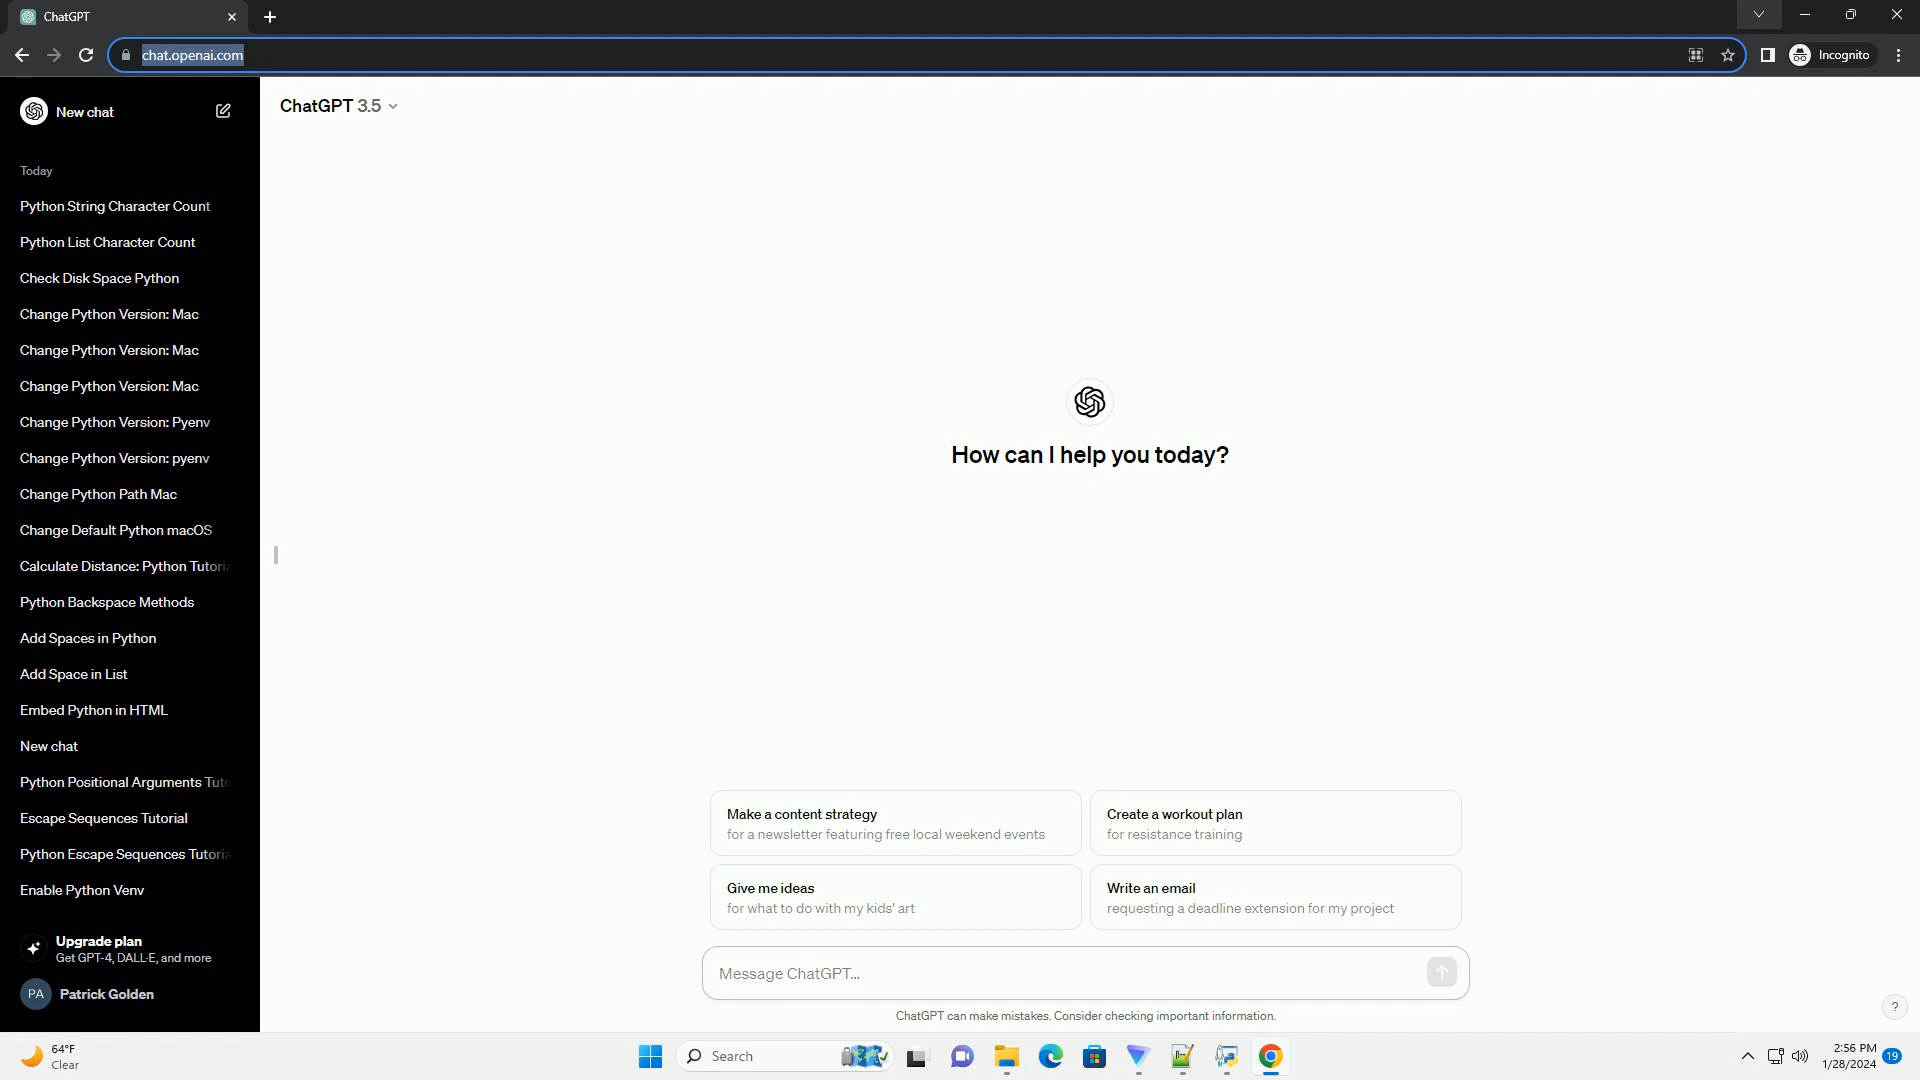 ChatGPT
chat.openai.com
Incognito
New chat
ChatGPT 3.5
Today
Python String Character Count
Python List Character Count
Check Disk Space Python
Change Python Version: Mac
Change Python Version: Mac
Change Python Version: Mac
Change Python Version: Pyenv
Change Python Version: pyenv
Change Python Path Mac
Change Default Python macOS
Calculate Distance: Python Tutoria
Python Backspace Methods
Add Spaces in Python
Add Space in List
Embed Python in HTML
New chat
Python Positional Arguments Tuto
Escape Sequences Tutorial
Python Escape Sequences Tutoria
Enable Python Venv
Upgrade plan
Get GPT-4, DALL·E, and more
PA Patrick Golden
How can I help you today?
Make a content strategy
for a newsletter featuring free local weekend events
Create a workout plan
for resistance training
Give me ideas
for what to do with my kids' art
Write an email
requesting a deadline extension for my project
Message ChatGPT...
ChatGPT can make mistakes. Consider checking important information.
?
64°F
Clear
Search
2:56 PM
1/28/2024
19